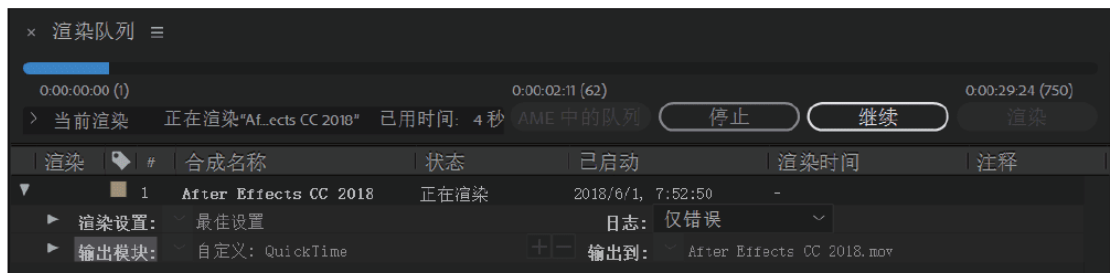 × 渲染队列 ≡
0:00:00:00 (1) 0:00:02:11 (62) 0:00:29:24 (750)
> 当前渲染 正在渲染“Af...ects CC 2018” 已用时间: 4 秒 AME 中的队列 停止 继续 渲染
渲染 # 合成名称 状态 已启动 渲染时间 注释
1 After Effects CC 2018 正在渲染 2018/6/1, 7:52:50 -
渲染设置: 最佳设置 日志: 仅错误
输出模块: 自定义: QuickTime + − 输出到: After Effects CC 2018.mov